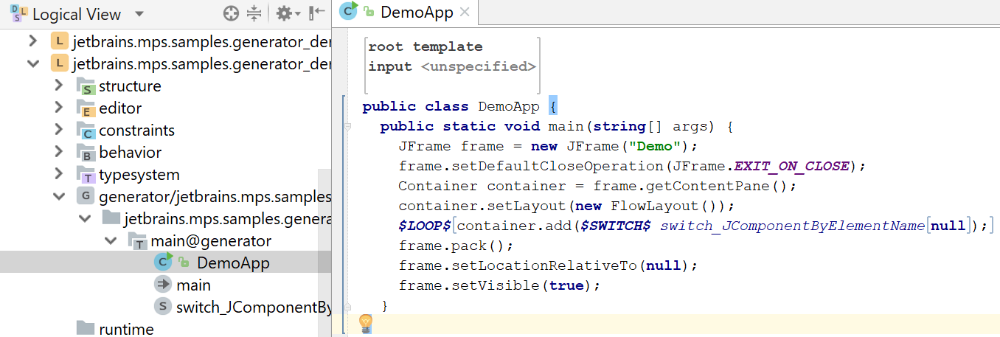 Logical View
jetbrains.mps.samples.generator_de
jetbrains.mps.samples.generator_de
structure
editor
constraints
behavior
typesystem
generator/jetbrains.mps.samples
jetbrains.mps.samples.genera
main@generator
DemoApp
main
switch_JComponentBy
runtime
DemoApp
root template
input <unspecified>
public class DemoApp {
public static void main(string[] args) {
JFrame frame = new JFrame("Demo");
frame.setDefaultCloseOperation(JFrame.EXIT_ON_CLOSE);
Container container = frame.getContentPane();
container.setLayout(new FlowLayout());
$LOOP$[container.add($SWITCH$ switch_JComponentByElementName[null]);]
frame.pack();
frame.setLocationRelativeTo(null);
frame.setVisible(true);
}